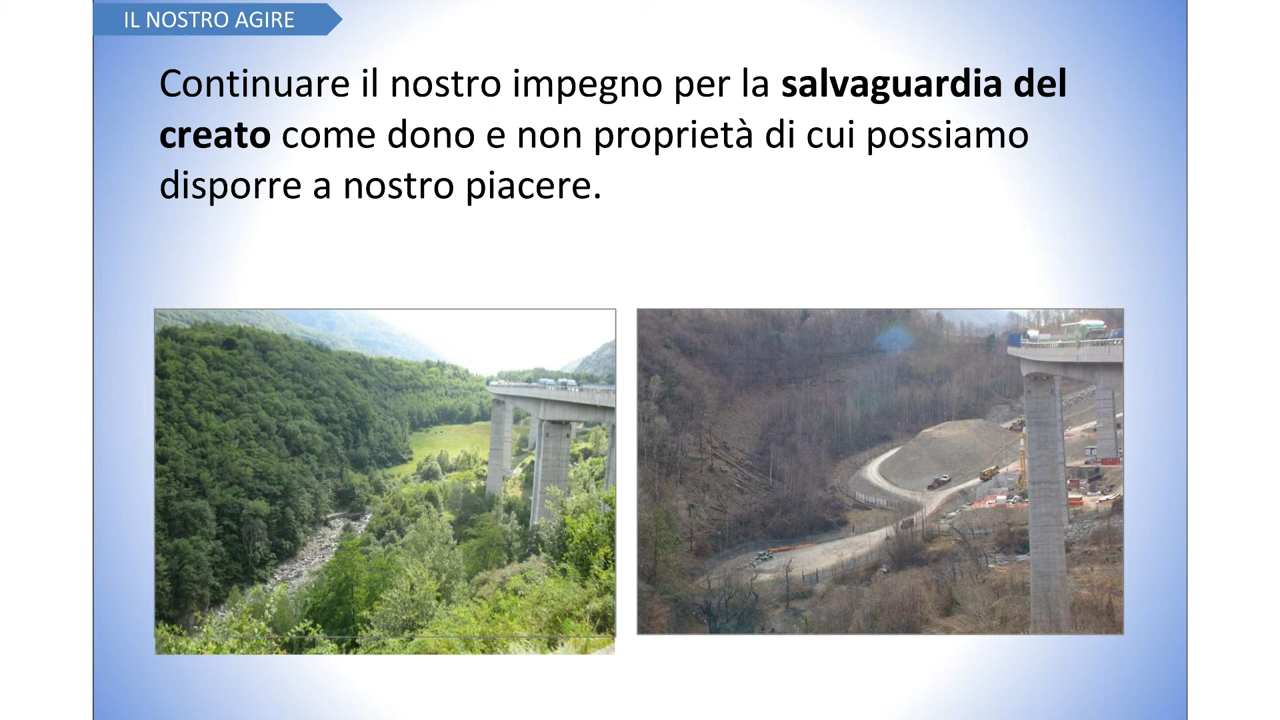 IL NOSTRO AGIRE
Continuare il nostro impegno per la salvaguardia del
creato come dono e non proprietà di cui possiamo
disporre a nostro piacere.